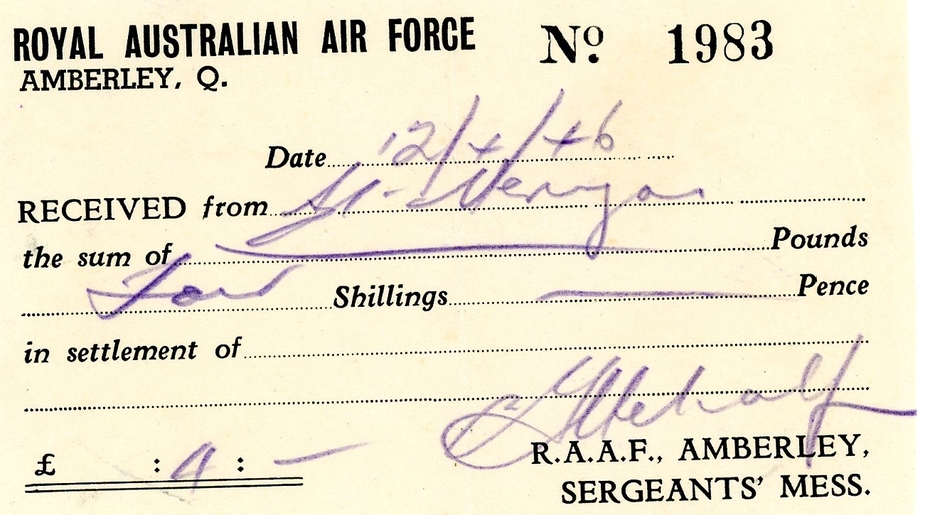 ROYAL AUSTRALIAN AIR FORCE Nº 1983
AMBERLEY, Q.
Date 12/4/46
RECEIVED from
the sum of — Pounds
Four Shillings — Pence
in settlement of
£ : 4 : —
R.A.A.F., AMBERLEY,
SERGEANTS' MESS.